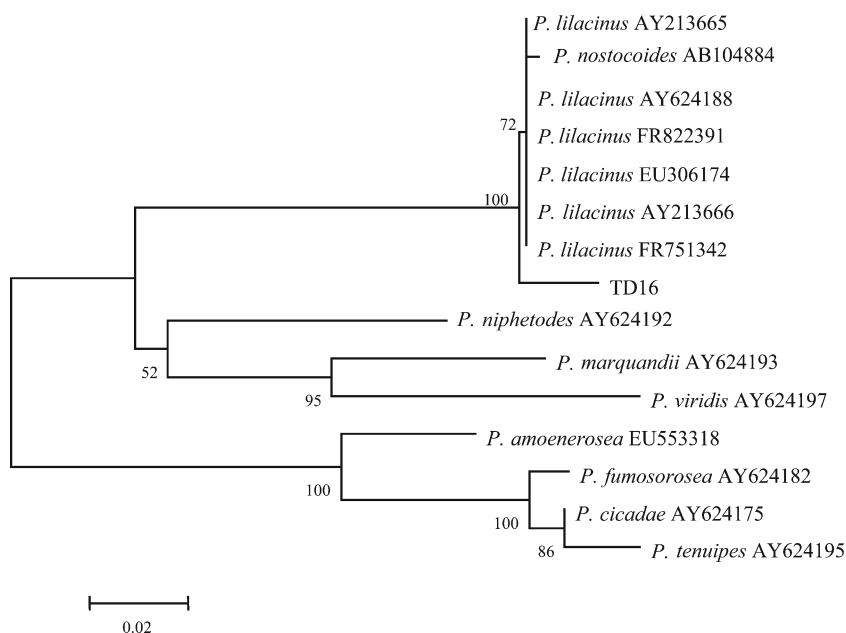 P. lilacinus AY213665
P. nostocoides AB104884
P. lilacinus AY624188
72
P. lilacinus FR822391
P. lilacinus EU306174
100
P. lilacinus AY213666
P. lilacinus FR751342
TD16
P. niphetodes AY624192
P. marquandii AY624193
52
95
P. viridis AY624197
P. amoenerosea EU553318
P. fumosorosea AY624182
100
P. cicadae AY624175
100
86
P. tenuipes AY624195
0.02